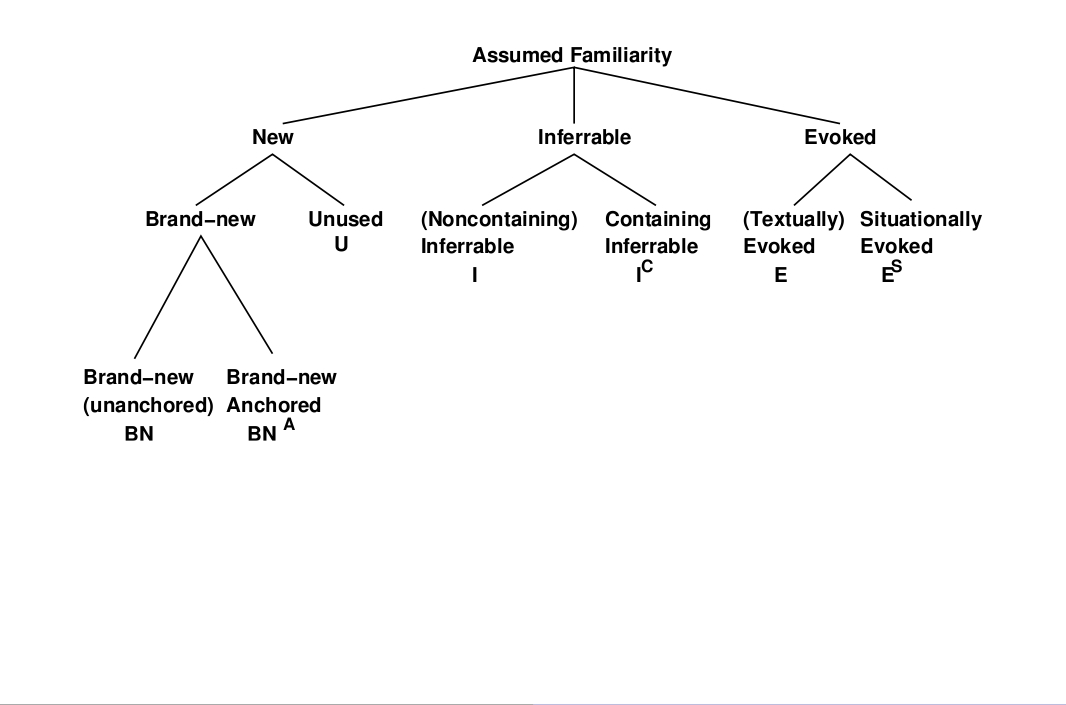 Assumed Familiarity
New Inferrable Evoked
Brand−new Unused (Noncontaining) Containing (Textually) Situationally
U Inferrable Inferrable Evoked Evoked
I I^C E E^S
Brand−new Brand−new
(unanchored) Anchored
BN BN^A